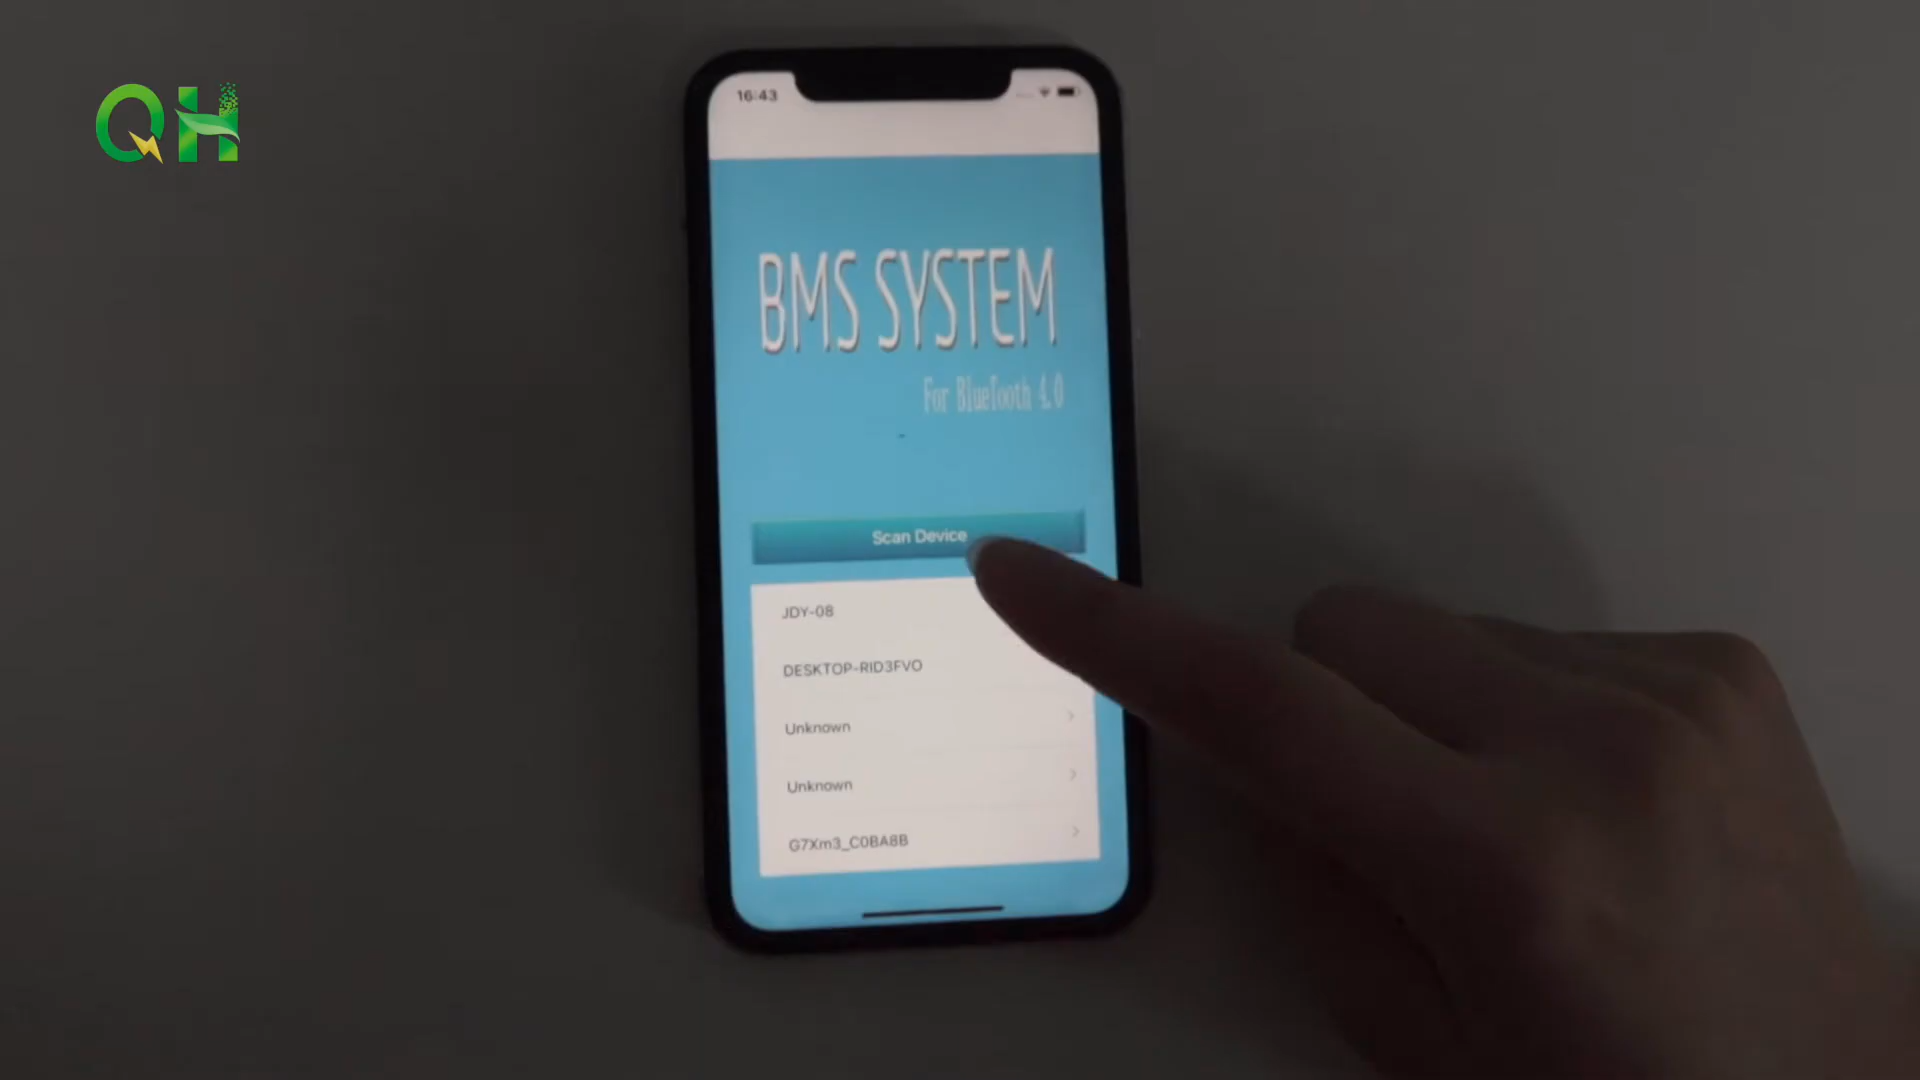 QH
16:43
BMS SYSTEM
For BlueTooth 4.0
Scan Device
JDY-08
DESKTOP-RID3FVO
Unknown
Unknown
G7Xm3_C0BA8B